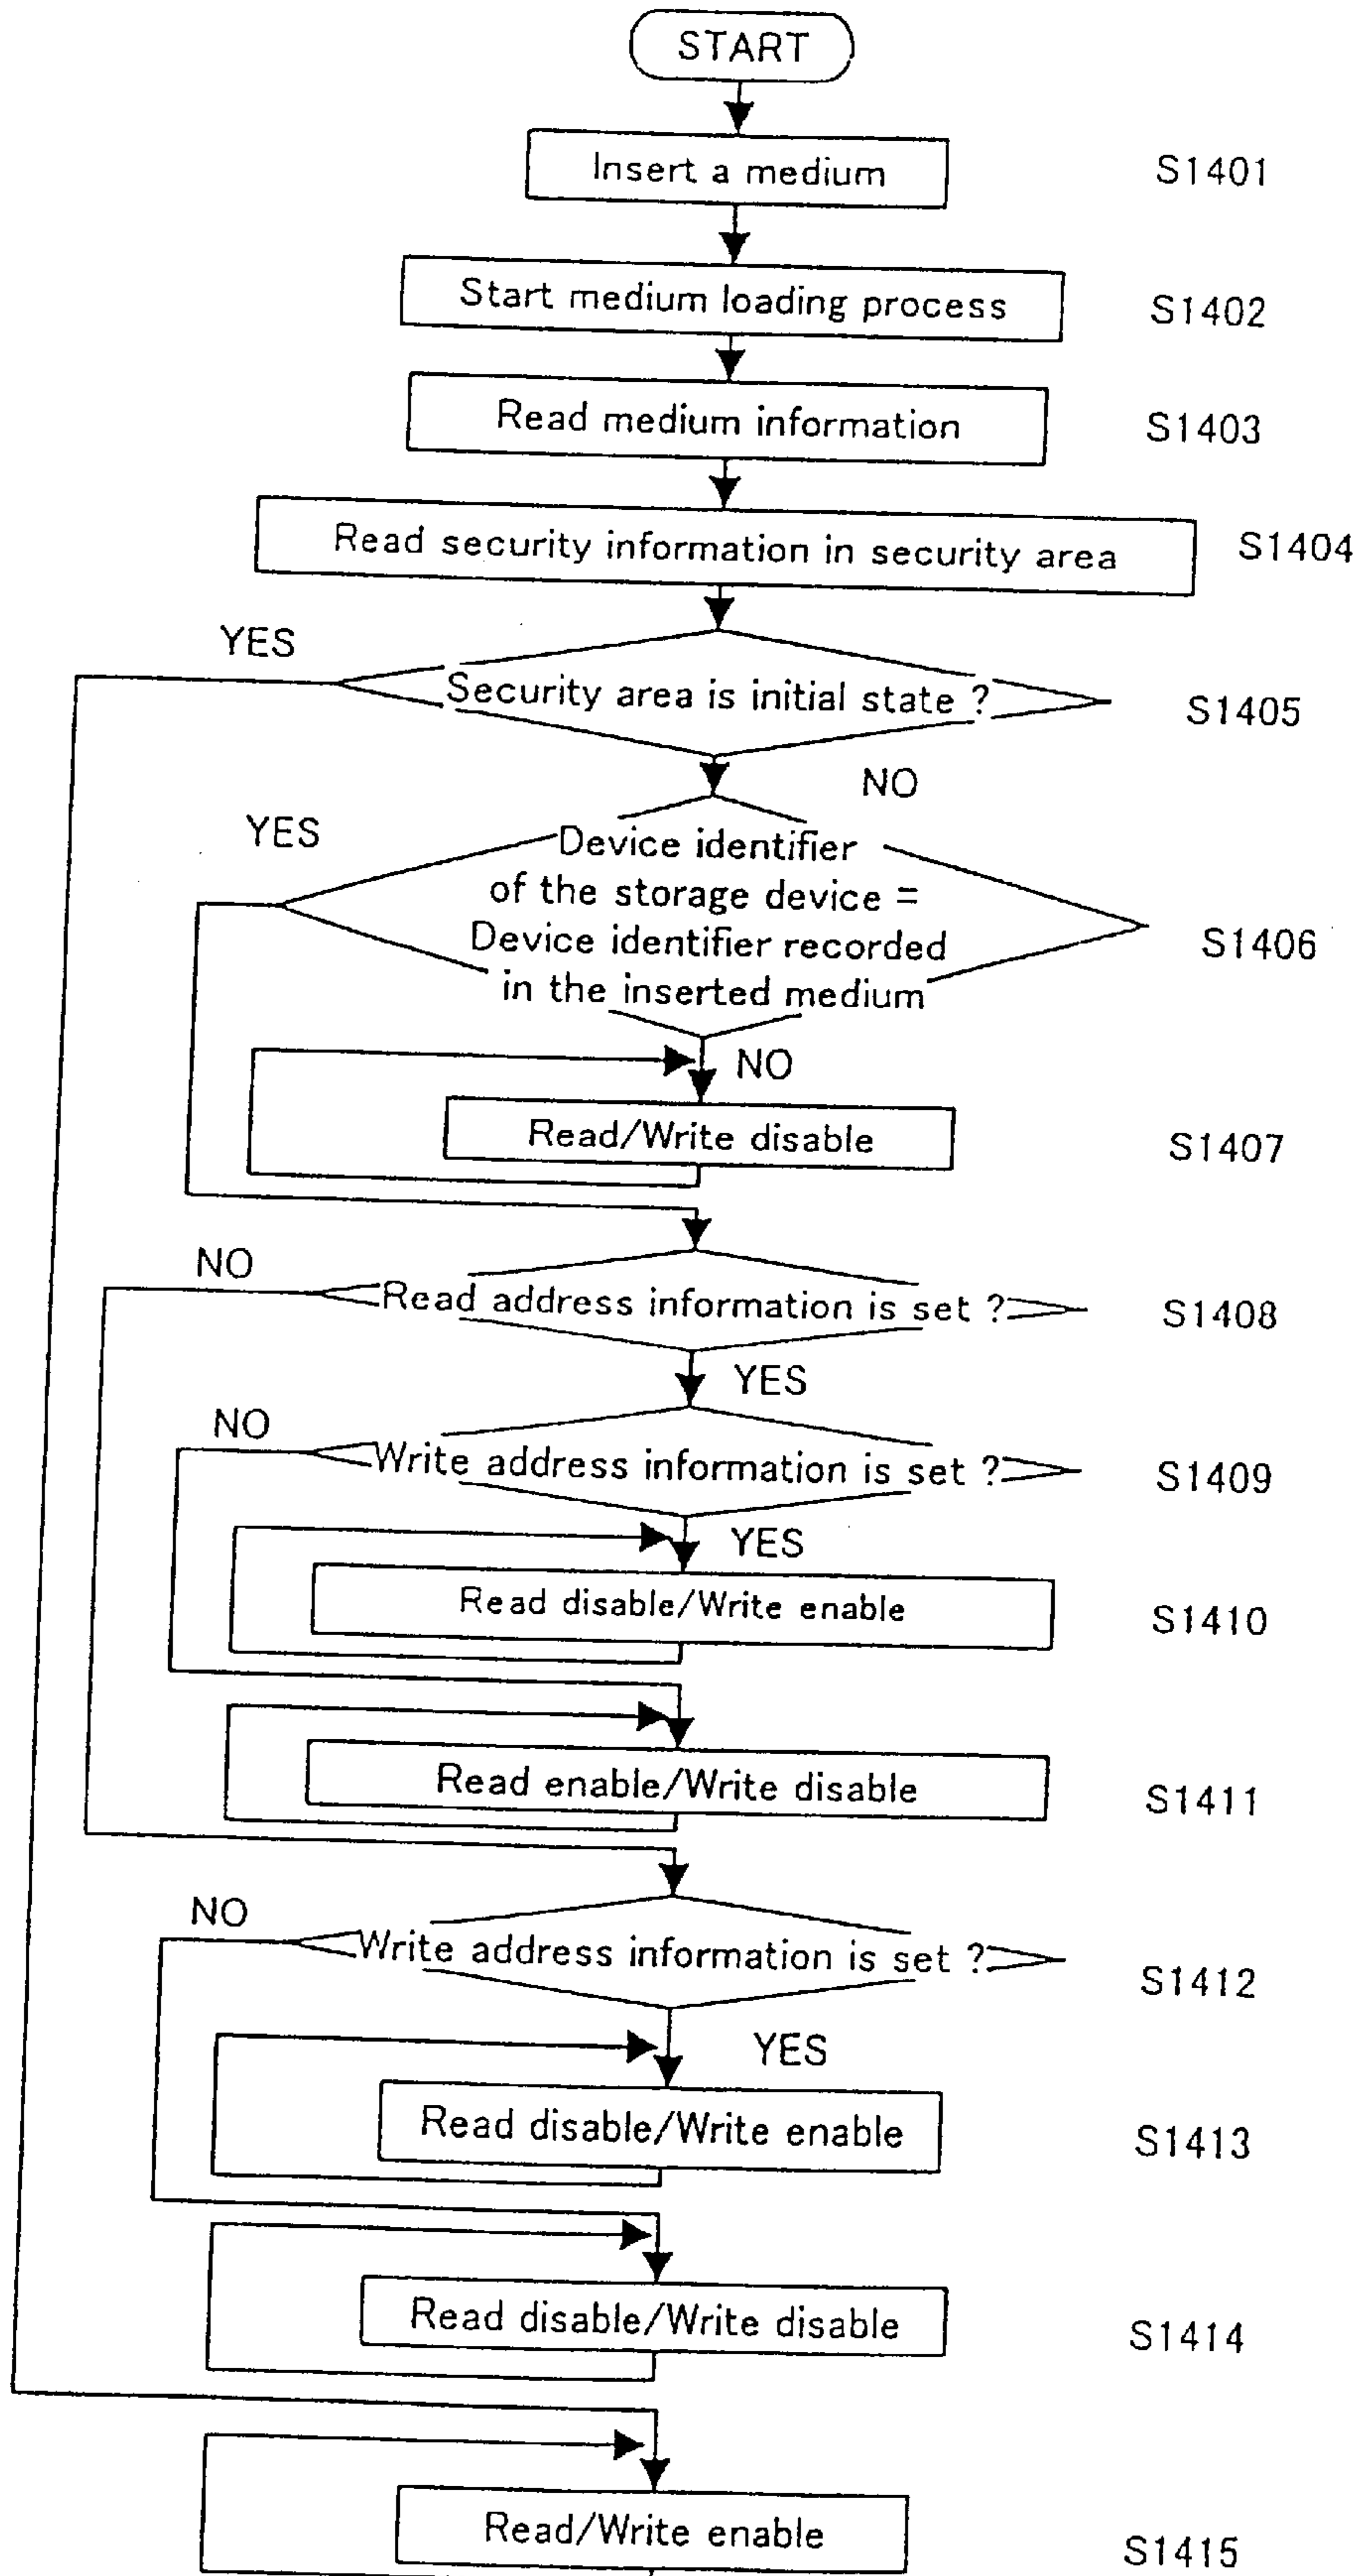 START
Insert a medium
S1401
Start medium loading process
S1402
Read medium information
S1403
Read security information in security area
S1404
YES
Security area is initial state ?
S1405
NO
YES
Device identifier
of the storage device =
Device identifier recorded
in the inserted medium
S1406
NO
Read/Write disable
S1407
NO
Read address information is set ?
S1408
YES
NO
Write address information is set ?
S1409
YES
Read disable/Write enable
S1410
Read enable/Write disable
S1411
NO
Write address information is set ?
S1412
YES
Read disable/Write enable
S1413
Read disable/Write disable
S1414
Read/Write enable
S1415